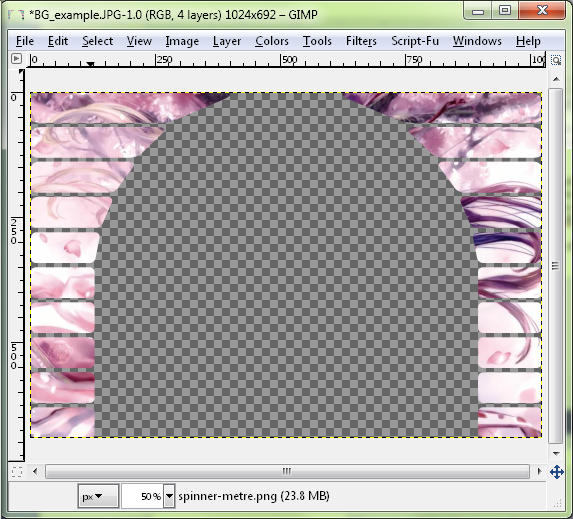 *BG_example.JPG-1.0 (RGB, 4 layers) 1024x692 – GIMP
File Edit Select View Image Layer Colors Tools Filters Script-Fu Windows Help
0 250 500 750 100
0
250
500
px 50% spinner-metre.png (23.8 MB)